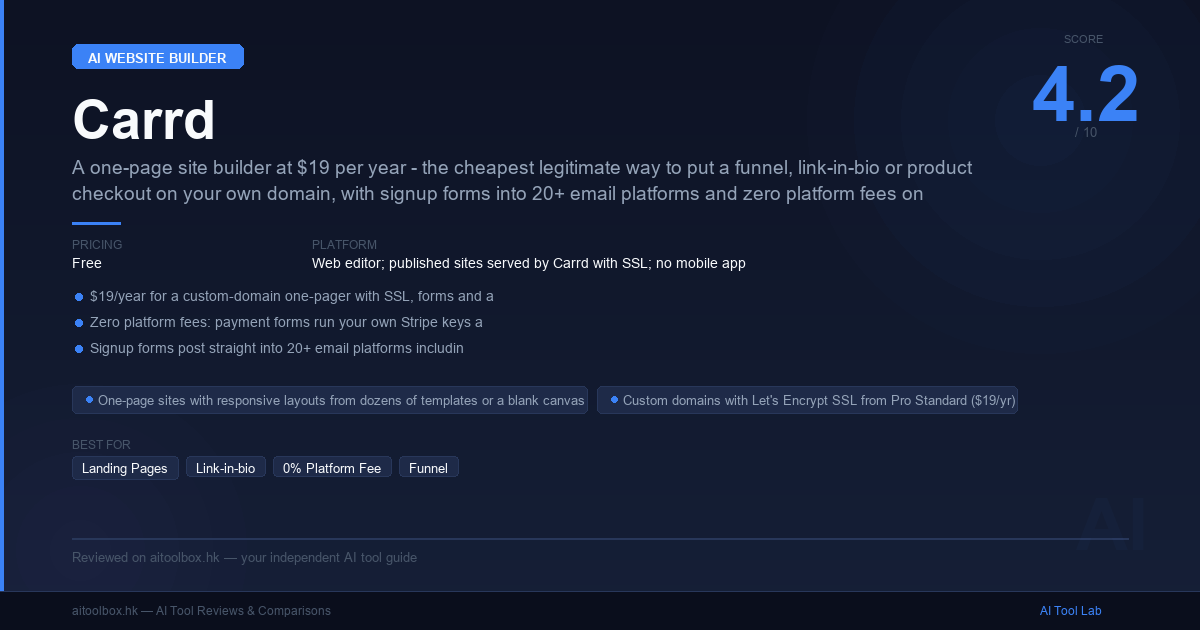 AI WEBSITE BUILDER
SCORE
4.2
/ 10
Carrd
A one-page site builder at $19 per year - the cheapest legitimate way to put a funnel, link-in-bio or product
checkout on your own domain, with signup forms into 20+ email platforms and zero platform fees on
PRICING
Free
PLATFORM
Web editor; published sites served by Carrd with SSL; no mobile app
$19/year for a custom-domain one-pager with SSL, forms and a
Zero platform fees: payment forms run your own Stripe keys a
Signup forms post straight into 20+ email platforms includin
One-page sites with responsive layouts from dozens of templates or a blank canvas
Custom domains with Let's Encrypt SSL from Pro Standard ($19/yr)
BEST FOR
Landing Pages
Link-in-bio
0% Platform Fee
Funnel
AI
Reviewed on aitoolbox.hk — your independent AI tool guide
aitoolbox.hk — AI Tool Reviews & Comparisons
AI Tool Lab